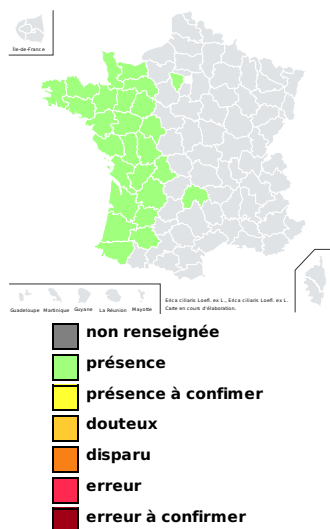 Île-de-France
Guadeloupe Martinique Guyane La Réunion Mayotte
Erica ciliaris Loefl. ex L., Erica ciliaris Loefl. ex L.
Carte en cours d'élaboration.
non renseignée
présence
présence à confimer
douteux
disparu
erreur
erreur à confirmer